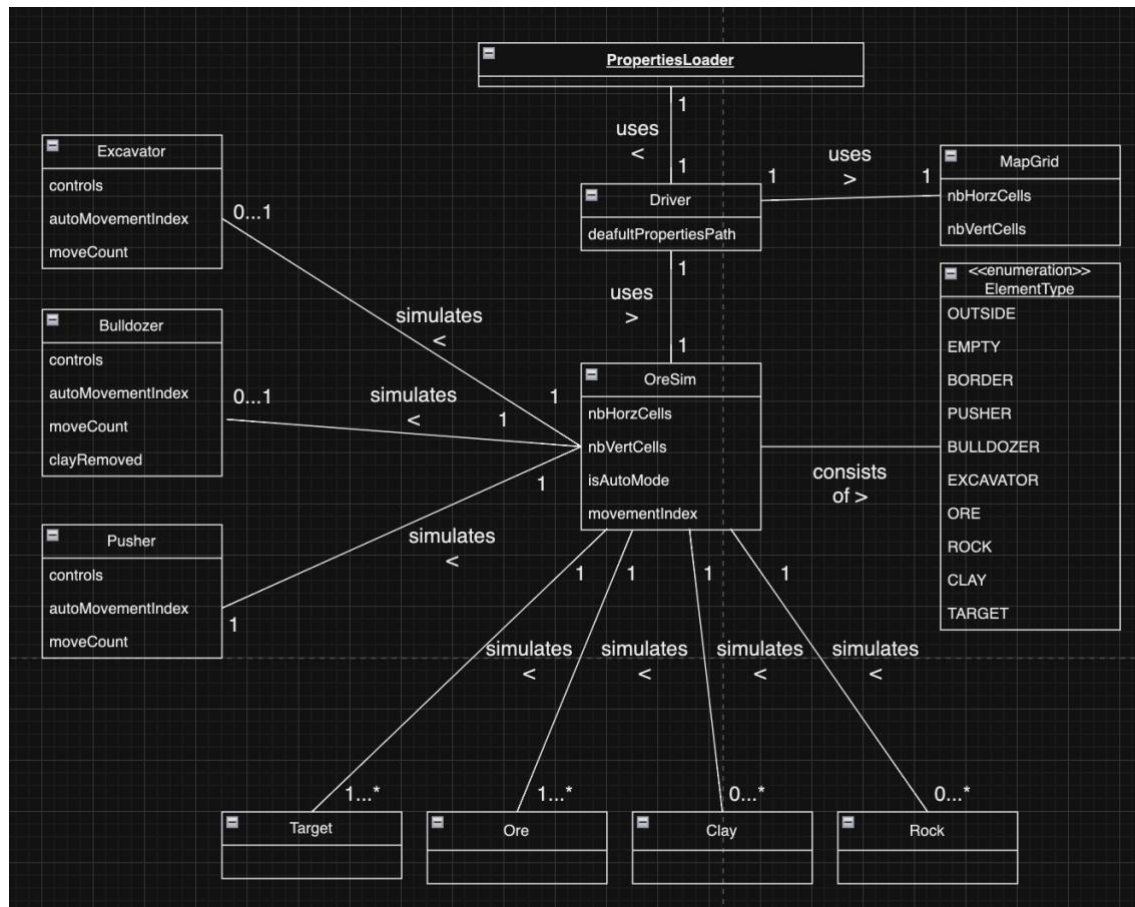 PropertiesLoader
1
uses
<
1
Excavator
controls
autoMovementIndex
moveCount
0...1
Driver
deafultPropertiesPath
1
uses
>
1
MapGrid
nbHorzCells
nbVertCells
1
uses
>
1
<<enumeration>>
ElementType
OUTSIDE
EMPTY
BORDER
PUSHER
BULLDOZER
EXCAVATOR
ORE
ROCK
CLAY
TARGET
Bulldozer
controls
autoMovementIndex
moveCount
clayRemoved
0...1
simulates
<
1
simulates
<
1
OreSim
nbHorzCells
nbVertCells
isAutoMode
movementIndex
consists
of >
Pusher
controls
autoMovementIndex
moveCount
1
simulates
<
1
1
1
1
1
simulates
<
simulates
<
simulates
<
simulates
<
1...*
1...*
0...*
0...*
Target
Ore
Clay
Rock